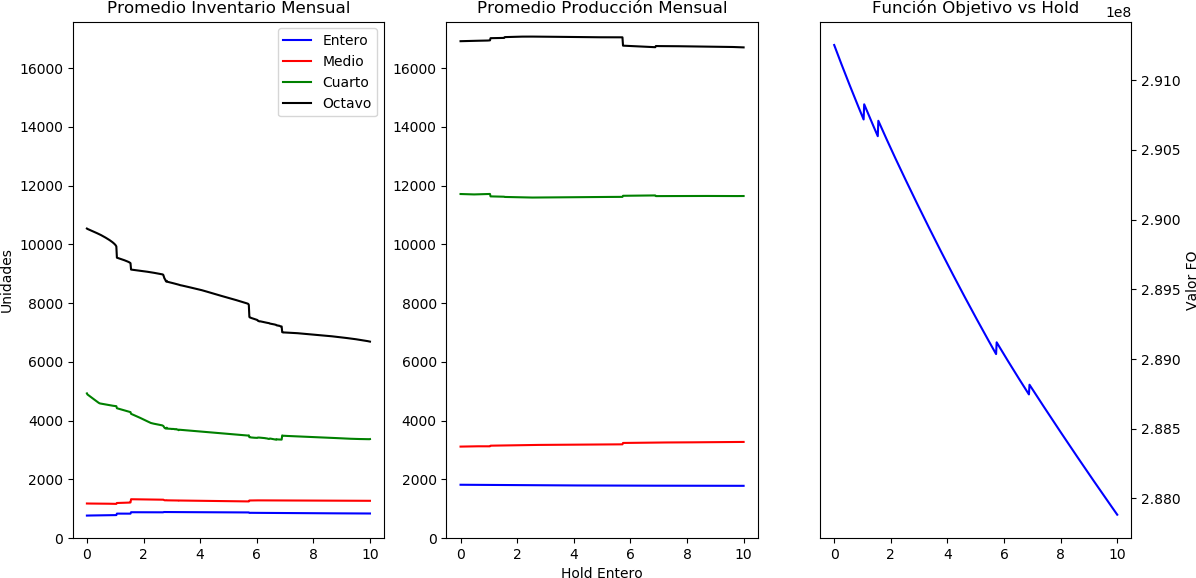 Promedio Inventario Mensual
Unidades
16000
14000
12000
10000
8000
6000
4000
2000
0
0 2 4 6 8 10
Entero
Medio
Cuarto
Octavo
Promedio Producción Mensual
16000
14000
12000
10000
8000
6000
4000
2000
0
0 2 4 6 8 10
Hold Entero
Función Objetivo vs Hold
1e8
2.910
2.905
2.900
2.895
2.890
2.885
2.880
Valor FO
0 2 4 6 8 10